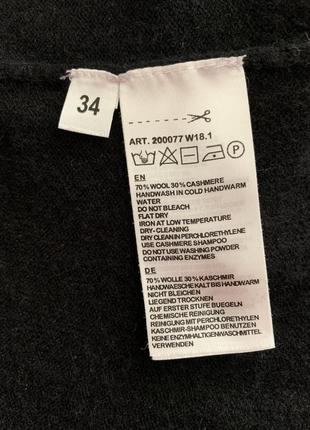 34
ART. 200077 W18.1
P
EN
70% WOOL 30% CASHMERE
HANDWASH IN COLD HANDWARM
WATER
DO NOT BLEACH
FLAT DRY
IRON AT LOW TEMPERATURE
DRY-CLEANING
DRY CLEAN IN PERCHLORETHYLENE
USE CASHMERE SHAMPOO
DO NOT USE WASHING POWDER
CONTAINING ENZYMES
DE
70% WOLLE 30% KASCHMIR
HANDWAESCHE KALT BIS HANDWARM
NICHT BLEICHEN
LIEGEND TROCKNEN
AUF ERSTER STUFE BUEGELN
CHEMISCHE REINIGUNG
REINIGUNG MIT PERCHLORETHYLEN
KASCHMIR-SHAMPOO BENUTZEN
KEINE ENZYMHALTIGEN WASCHMITTEL
VERWENDEN